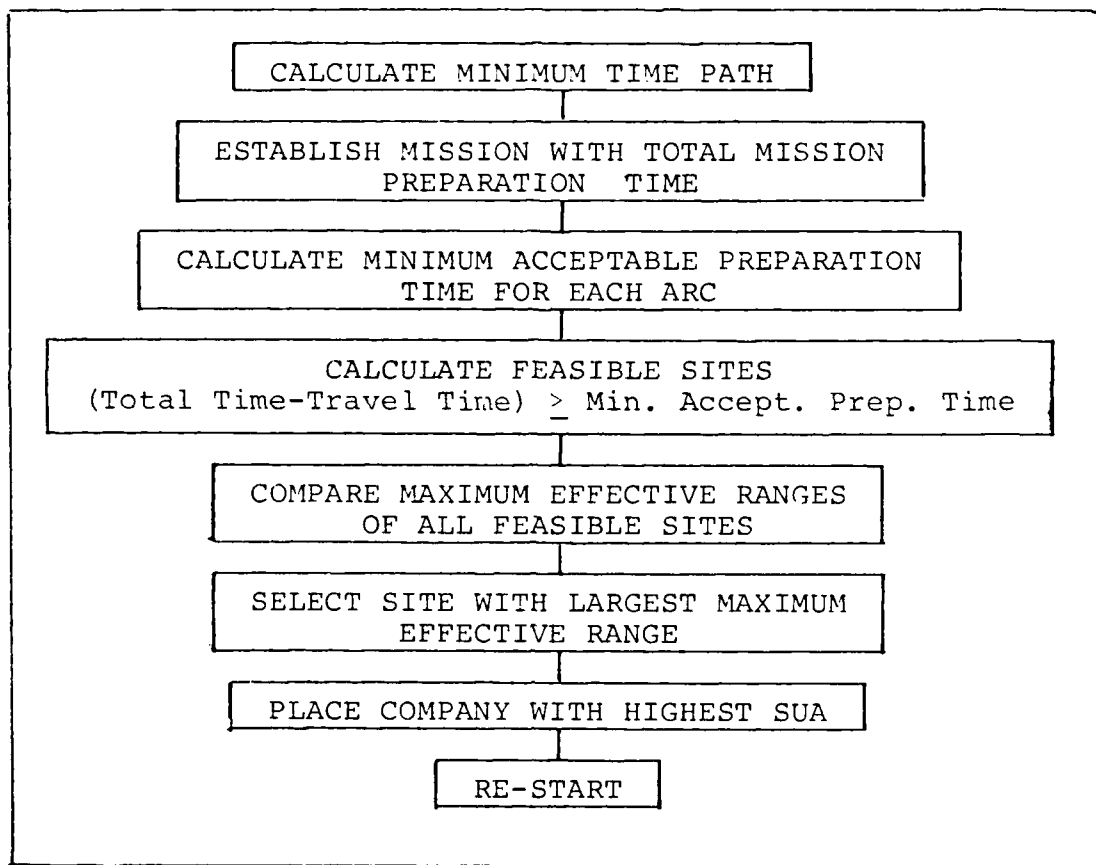 CALCULATE MINIMUM TIME PATH
ESTABLISH MISSION WITH TOTAL MISSION
PREPARATION TIME
CALCULATE MINIMUM ACCEPTABLE PREPARATION
TIME FOR EACH ARC
CALCULATE FEASIBLE SITES
(Total Time-Travel Time) ≥ Min. Accept. Prep. Time
COMPARE MAXIMUM EFFECTIVE RANGES
OF ALL FEASIBLE SITES
SELECT SITE WITH LARGEST MAXIMUM
EFFECTIVE RANGE
PLACE COMPANY WITH HIGHEST SUA
RE-START